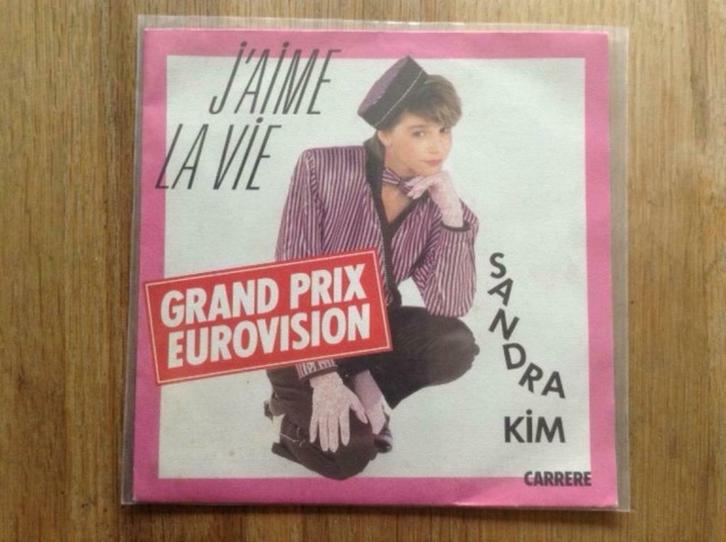 J'AIME
LA VIE
GRAND PRIX
EUROVISION
SANDRA
KIM
CARRERE